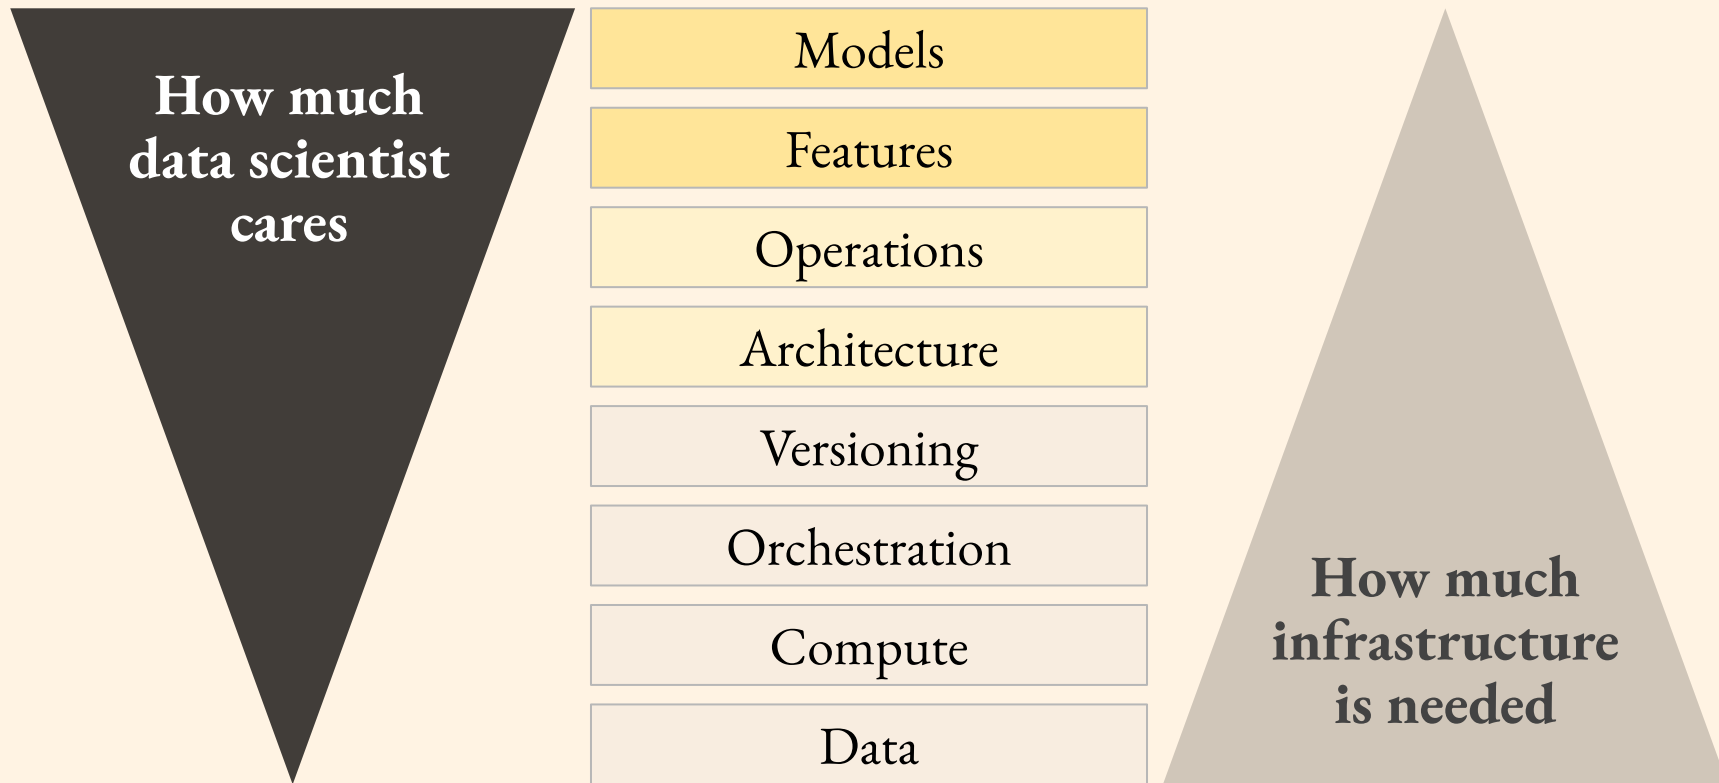 How much
data scientist
cares
Models
Features
Operations
Architecture
Versioning
Orchestration
Compute
Data
How much
infrastructure
is needed